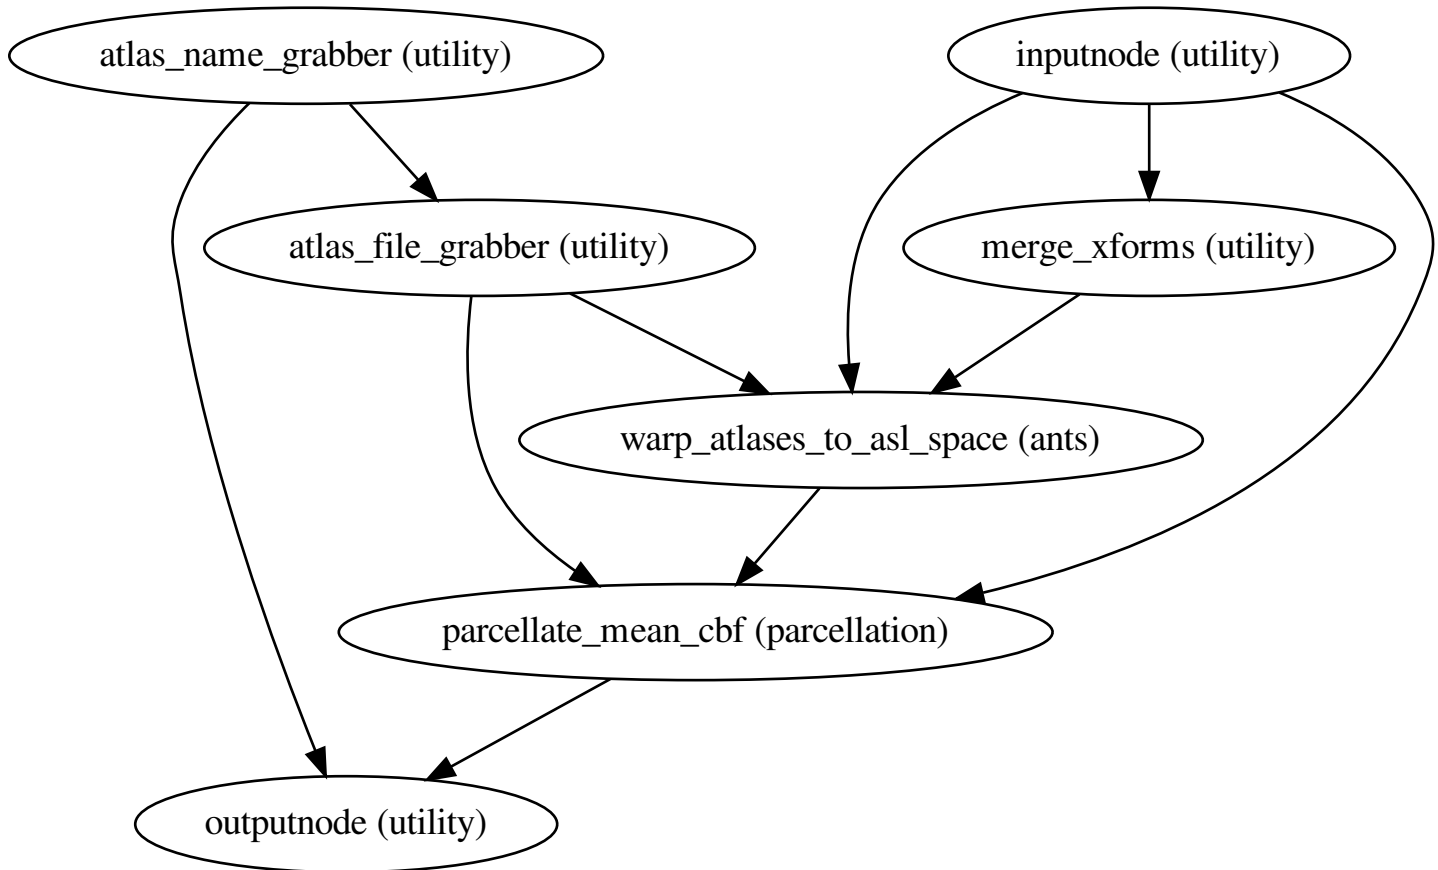 atlas_name_grabber (utility)
inputnode (utility)
atlas_file_grabber (utility)
merge_xforms (utility)
warp_atlases_to_asl_space (ants)
parcellate_mean_cbf (parcellation)
outputnode (utility)